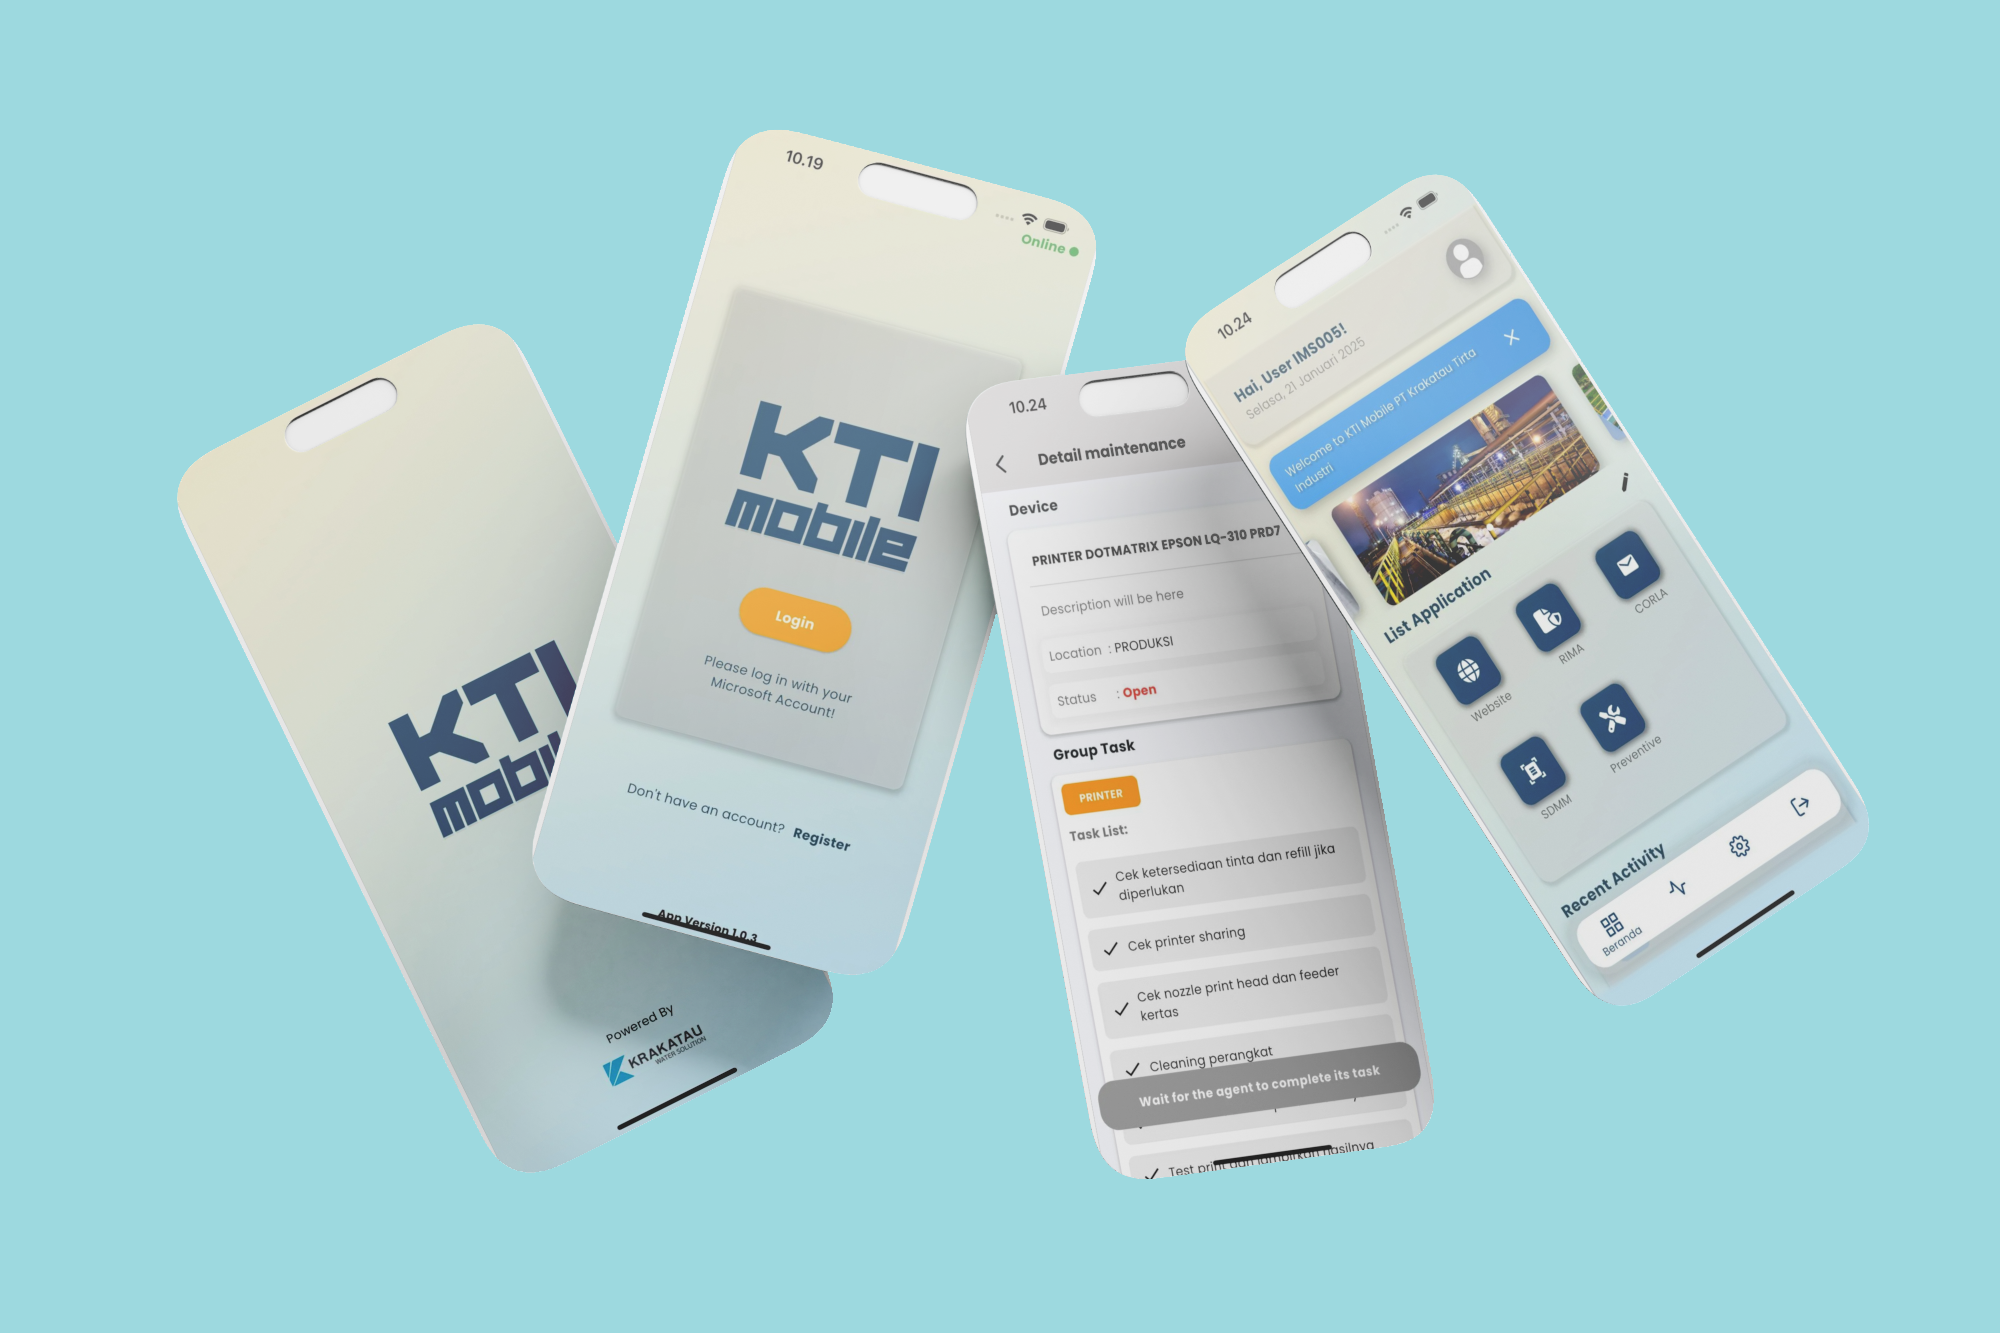 KTI
mobi
Powered By
KRAKATAU
WATER SOLUTION
10.19
Online
KTI
mobile
Login
Please log in with your
Microsoft Account!
Don't have an account? Register
App Version 1.0.3
10.24
Detail maintenance
Device
PRINTER DOTMATRIX EPSON LQ-310 PRD7
Description will be here
Location : PRODUKSI
Status : Open
Group Task
PRINTER
Task List:
Cek ketersediaan tinta dan refill jika
diperlukan
Cek printer sharing
Cek nozzle print head dan feeder
kertas
Cleaning perangkat
Wait for the agent to complete its task
Test print dan lampirkan hasilnya
10.24
Hai, User IMS005!
Selasa, 21 Januari 2025
Welcome to KTI Mobile PT Krakatau Tirta
Industri
List Application
Website
RIMA
CORLA
SDMM
Preventive
Recent Activity
Beranda